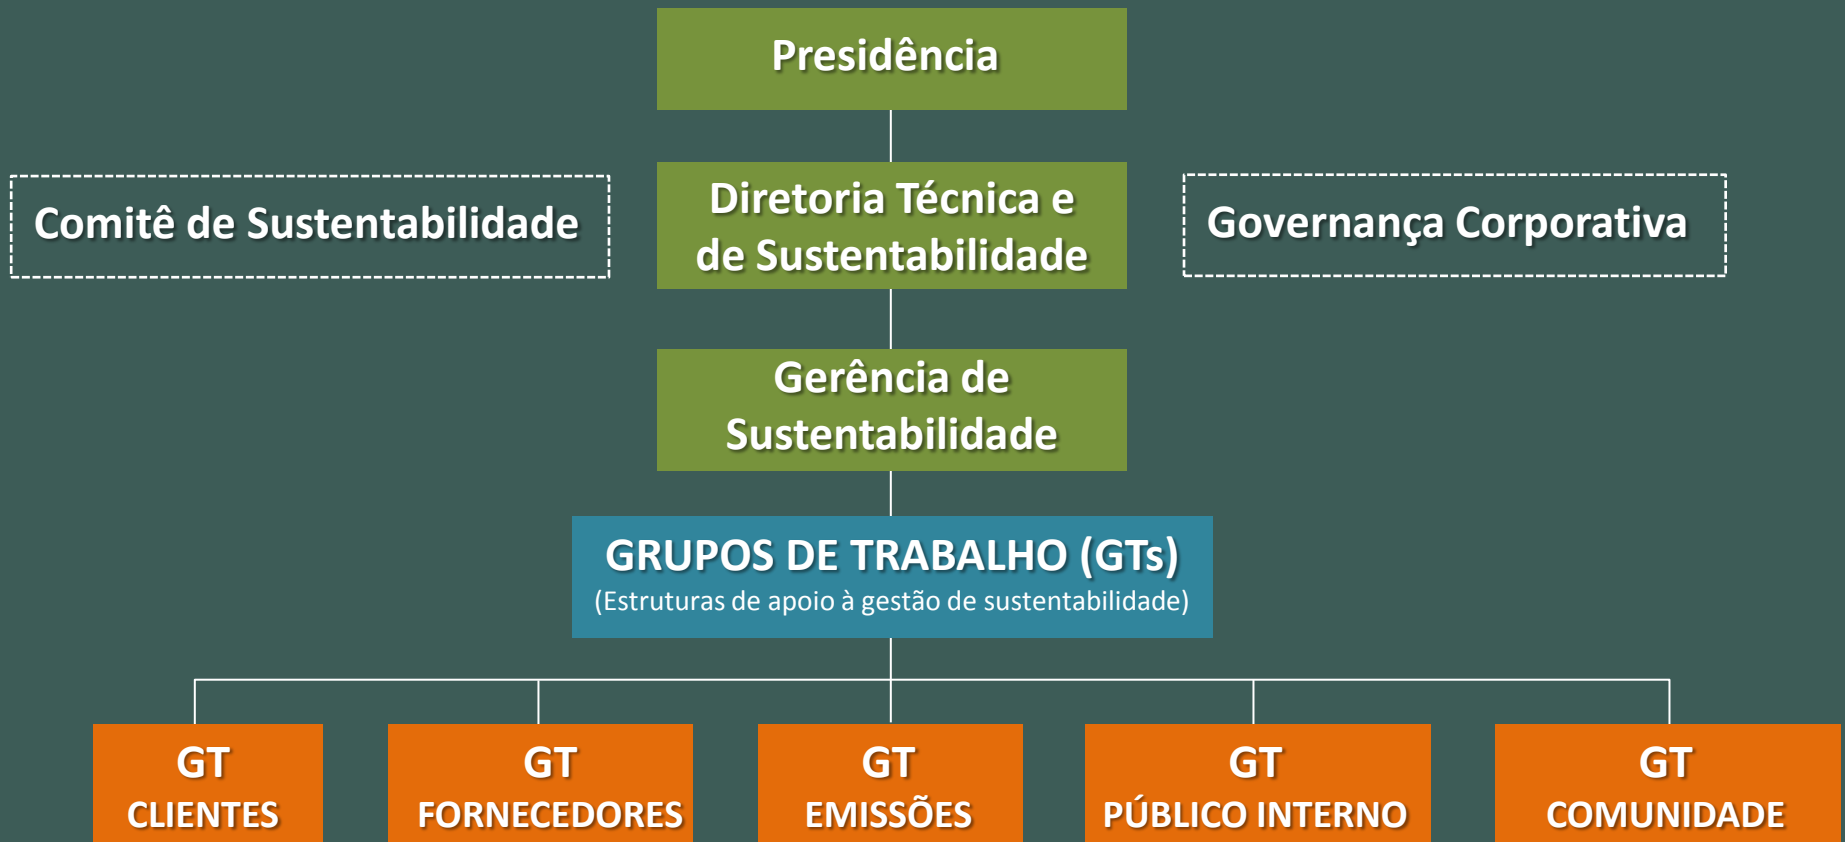 Presidência
Comitê de Sustentabilidade
Diretoria Técnica e
de Sustentabilidade
Governança Corporativa
Gerência de
Sustentabilidade
GRUPOS DE TRABALHO (GTs)
(Estruturas de apoio à gestão de sustentabilidade)
GT
CLIENTES
GT
FORNECEDORES
GT
EMISSÕES
GT
PÚBLICO INTERNO
GT
COMUNIDADE